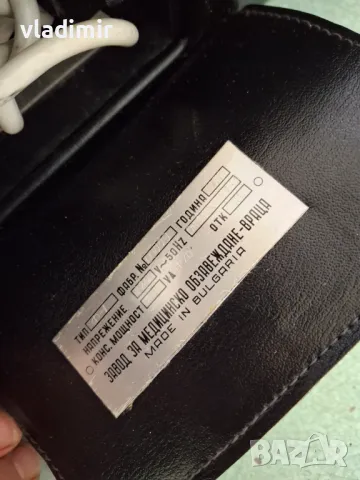 vladimir
ТИП ФАБР. № ГОДИНА
НАПРЕЖЕНИЕ V~50HZ ОТК
КОНС. МОЩНОСТ VA
ЗАВОД ЗА МЕДИЦИНСКО ОБЗАВЕЖДАНЕ-ВРАЦА
MADE IN BULGARIA
BAZAR